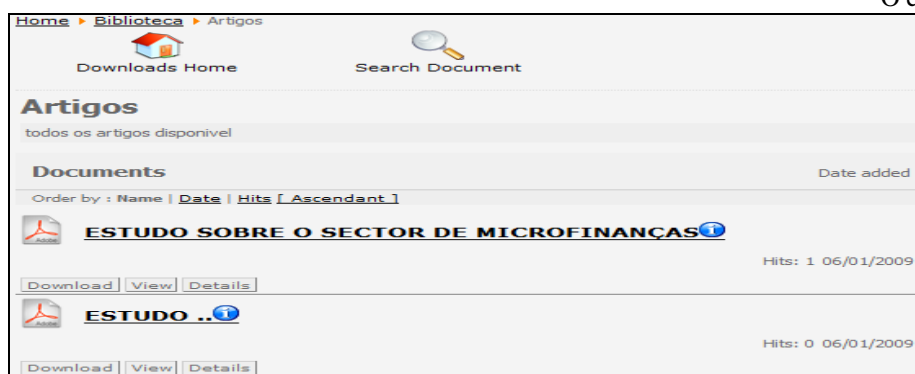 Home Biblioteca Artigos
Downloads Home Search Document
Artigos
todos os artigos disponivel
Documents Date added
Order by : Name | Date | Hits [ Ascendant ]
Adobe ESTUDO SOBRE O SECTOR DE MICROFINANÇAS
Hits: 1 06/01/2009
Download View Details
Adobe ESTUDO ..
Hits: 0 06/01/2009
Download View Details